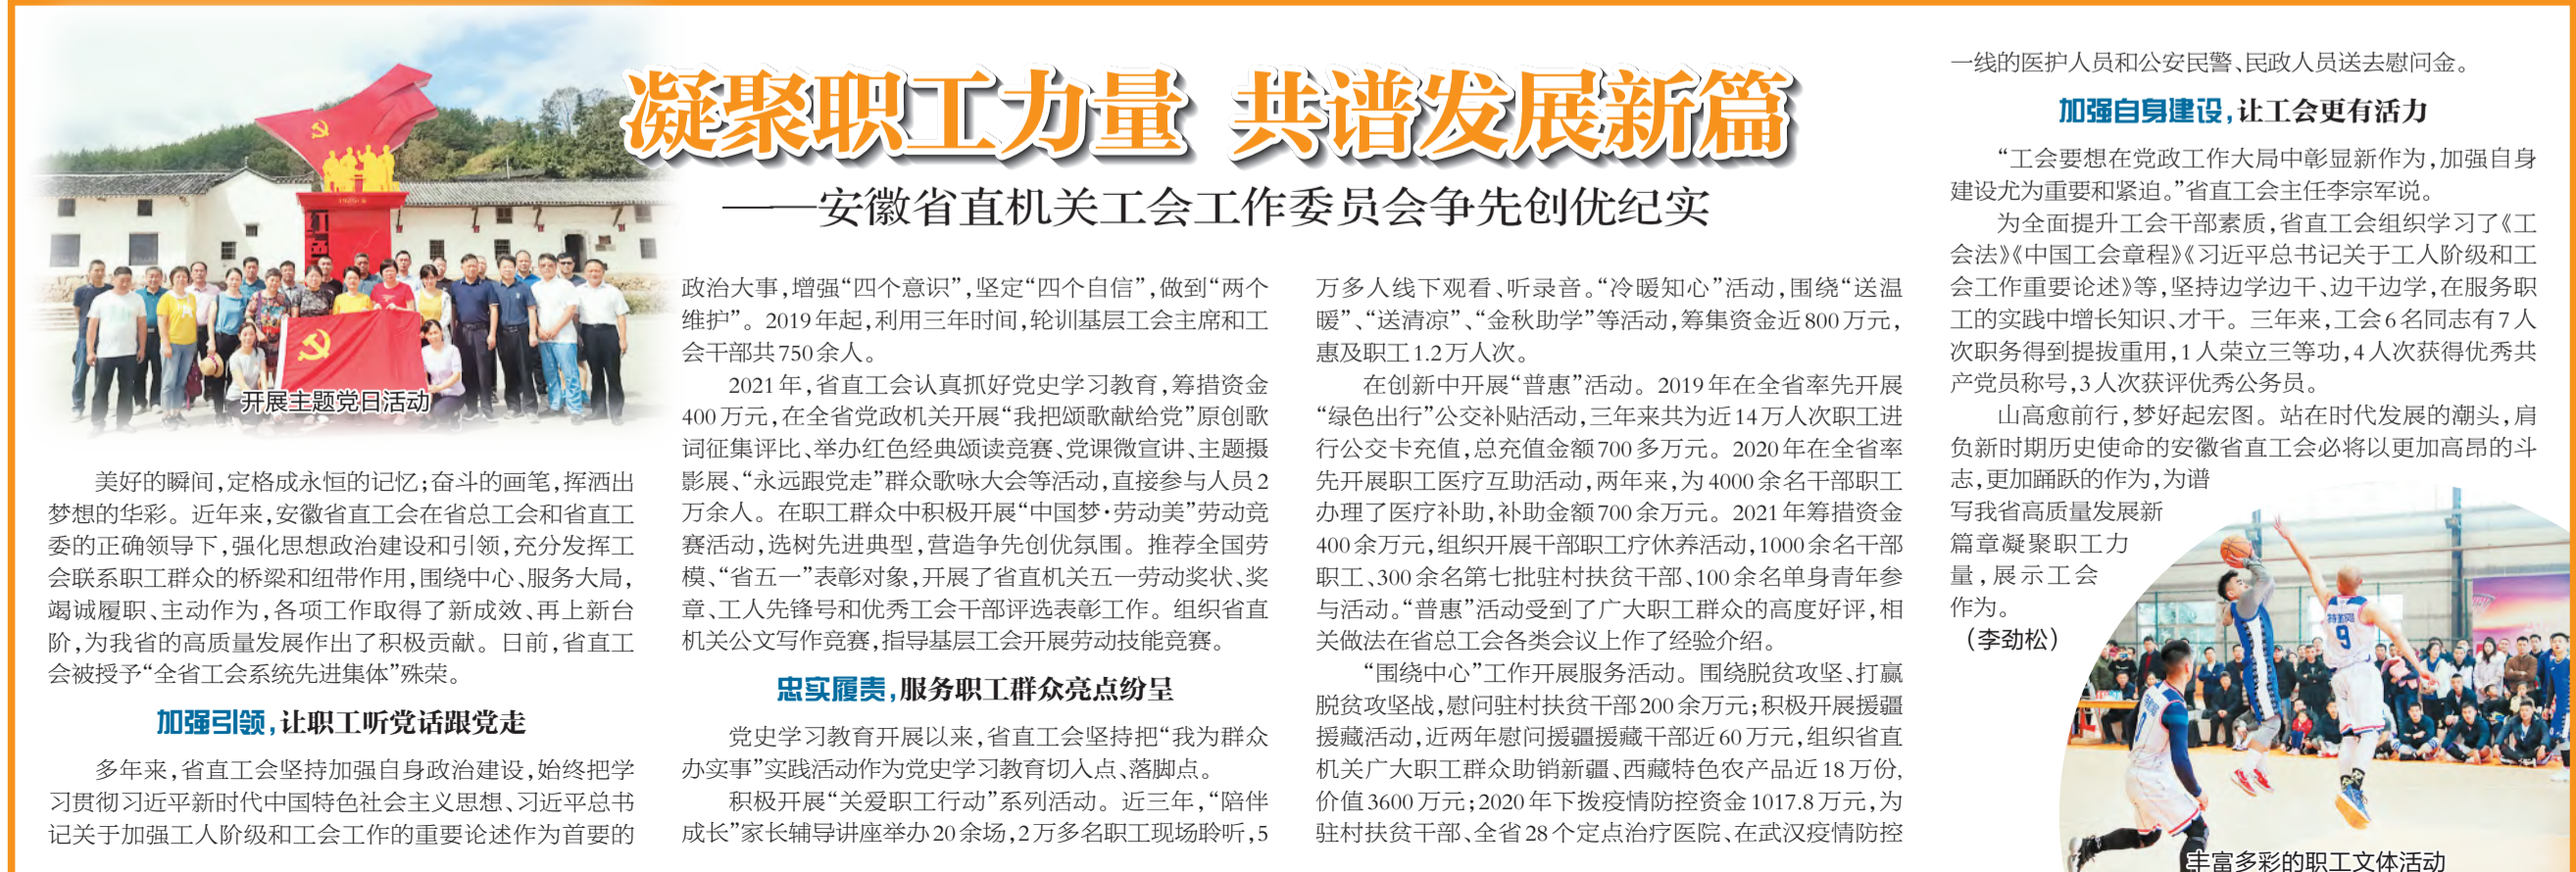 凝聚职工力量 共谱发展新篇
——安徽省直机关工会工作委员会争先创优纪实
开展主题党日活动
美好的瞬间,定格成永恒的记忆;奋斗的画笔,挥洒出
梦想的华彩。近年来,安徽省直工会在省总工会和省直工
委的正确领导下,强化思想政治建设和引领,充分发挥工
会联系职工群众的桥梁和纽带作用,围绕中心、服务大局,
竭诚履职、主动作为,各项工作取得了新成效、再上新台
阶,为我省的高质量发展作出了积极贡献。日前,省直工
会被授予“全省工会系统先进集体”殊荣。
加强引领,让职工听党话跟党走
多年来,省直工会坚持加强自身政治建设,始终把学
习贯彻习近平新时代中国特色社会主义思想、习近平总书
记关于加强工人阶级和工会工作的重要论述作为首要的
政治大事,增强“四个意识”,坚定“四个自信”,做到“两个
维护”。2019年起,利用三年时间,轮训基层工会主席和工
会干部共750余人。
2021年,省直工会认真抓好党史学习教育,筹措资金
400万元,在全省党政机关开展“我把颂歌献给党”原创歌
词征集评比、举办红色经典颂读竞赛、党课微宣讲、主题摄
影展、“永远跟党走”群众歌咏大会等活动,直接参与人员2
万余人。在职工群众中积极开展“中国梦·劳动美”劳动竞
赛活动,选树先进典型,营造争先创优氛围。推荐全国劳
模、“省五一”表彰对象,开展了省直机关五一劳动奖状、奖
章、工人先锋号和优秀工会干部评选表彰工作。组织省直
机关公文写作竞赛,指导基层工会开展劳动技能竞赛。
忠实履责,服务职工群众亮点纷呈
党史学习教育开展以来,省直工会坚持把“我为群众
办实事”实践活动作为党史学习教育切入点、落脚点。
积极开展“关爱职工行动”系列活动。近三年,“陪伴
成长”家长辅导讲座举办20余场,2万多名职工现场聆听,5
万多人线下观看、听录音。“冷暖知心”活动,围绕“送温
暖”、“送清凉”、“金秋助学”等活动,筹集资金近800万元,
惠及职工1.2万人次。
在创新中开展“普惠”活动。2019年在全省率先开展
“绿色出行”公交补贴活动,三年来共为近14万人次职工进
行公交卡充值,总充值金额700多万元。2020年在全省率
先开展职工医疗互助活动,两年来,为4000余名干部职工
办理了医疗补助,补助金额700余万元。2021年筹措资金
400余万元,组织开展干部职工疗休养活动,1000余名干部
职工、300余名第七批驻村扶贫干部、100余名单身青年参
与活动。“普惠”活动受到了广大职工群众的高度好评,相
关做法在省总工会各类会议上作了经验介绍。
“围绕中心”工作开展服务活动。围绕脱贫攻坚、打赢
脱贫攻坚战,慰问驻村扶贫干部200余万元;积极开展援疆
援藏活动,近两年慰问援疆援藏干部近60万元,组织省直
机关广大职工群众助销新疆、西藏特色农产品近18万份,
价值3600万元;2020年下拨疫情防控资金1017.8万元,为
驻村扶贫干部、全省28个定点治疗医院、在武汉疫情防控
一线的医护人员和公安民警、民政人员送去慰问金。
加强自身建设,让工会更有活力
“工会要想在党政工作大局中彰显新作为,加强自身
建设尤为重要和紧迫。”省直工会主任李宗军说。
为全面提升工会干部素质,省直工会组织学习了《工
会法》《中国工会章程》《习近平总书记关于工人阶级和工
会工作重要论述》等,坚持边学边干、边干边学,在服务职
工的实践中增长知识、才干。三年来,工会6名同志有7人
次职务得到提拔重用,1人荣立三等功,4人次获得优秀共
产党员称号,3人次获评优秀公务员。
山高愈前行,梦好起宏图。站在时代发展的潮头,肩
负新时期历史使命的安徽省直工会必将以更加高昂的斗
志,更加踊跃的作为,为谱
写我省高质量发展新
篇章凝聚职工力
量,展示工会
作为。
(李劲松)
9
丰富多彩的职工文体活动